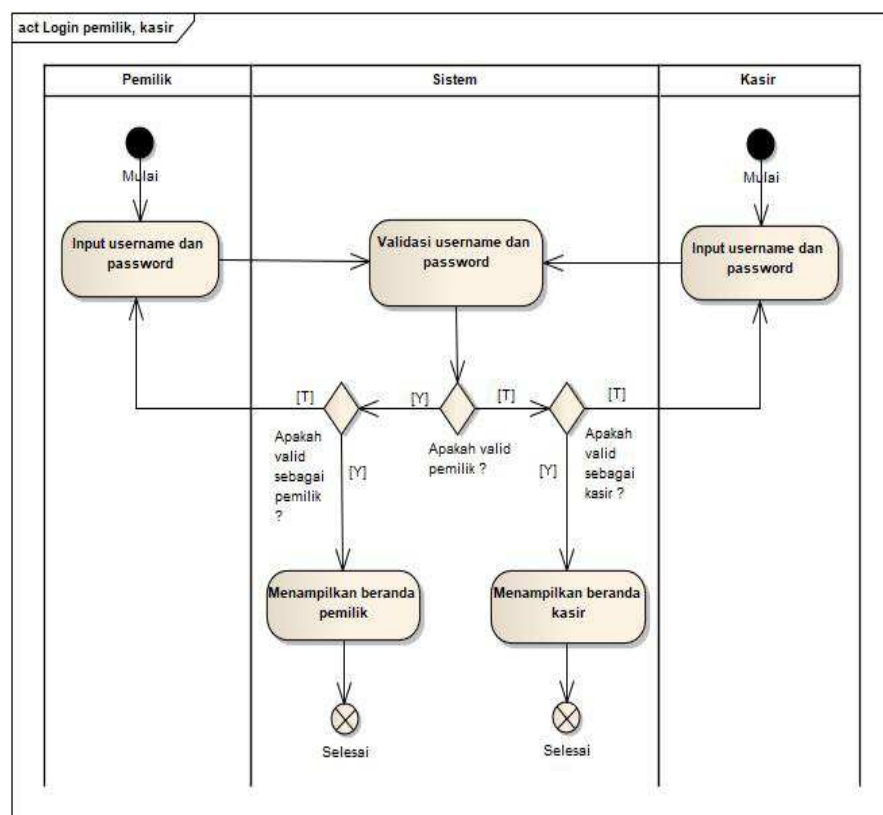 act Login pemilik, kasir
Pemilik
Sistem
Kasir
Mulai
Mulai
Input username dan
password
Validasi username dan
password
Input username dan
password
[T]
[Y]
[T]
[T]
Apakah
valid
sebagai
pemilik
?
[Y]
Apakah valid
pemilik ?
[Y]
Apakah
valid
sebagai
kasir ?
Menampilkan beranda
pemilik
Menampilkan beranda
kasir
Selesai
Selesai